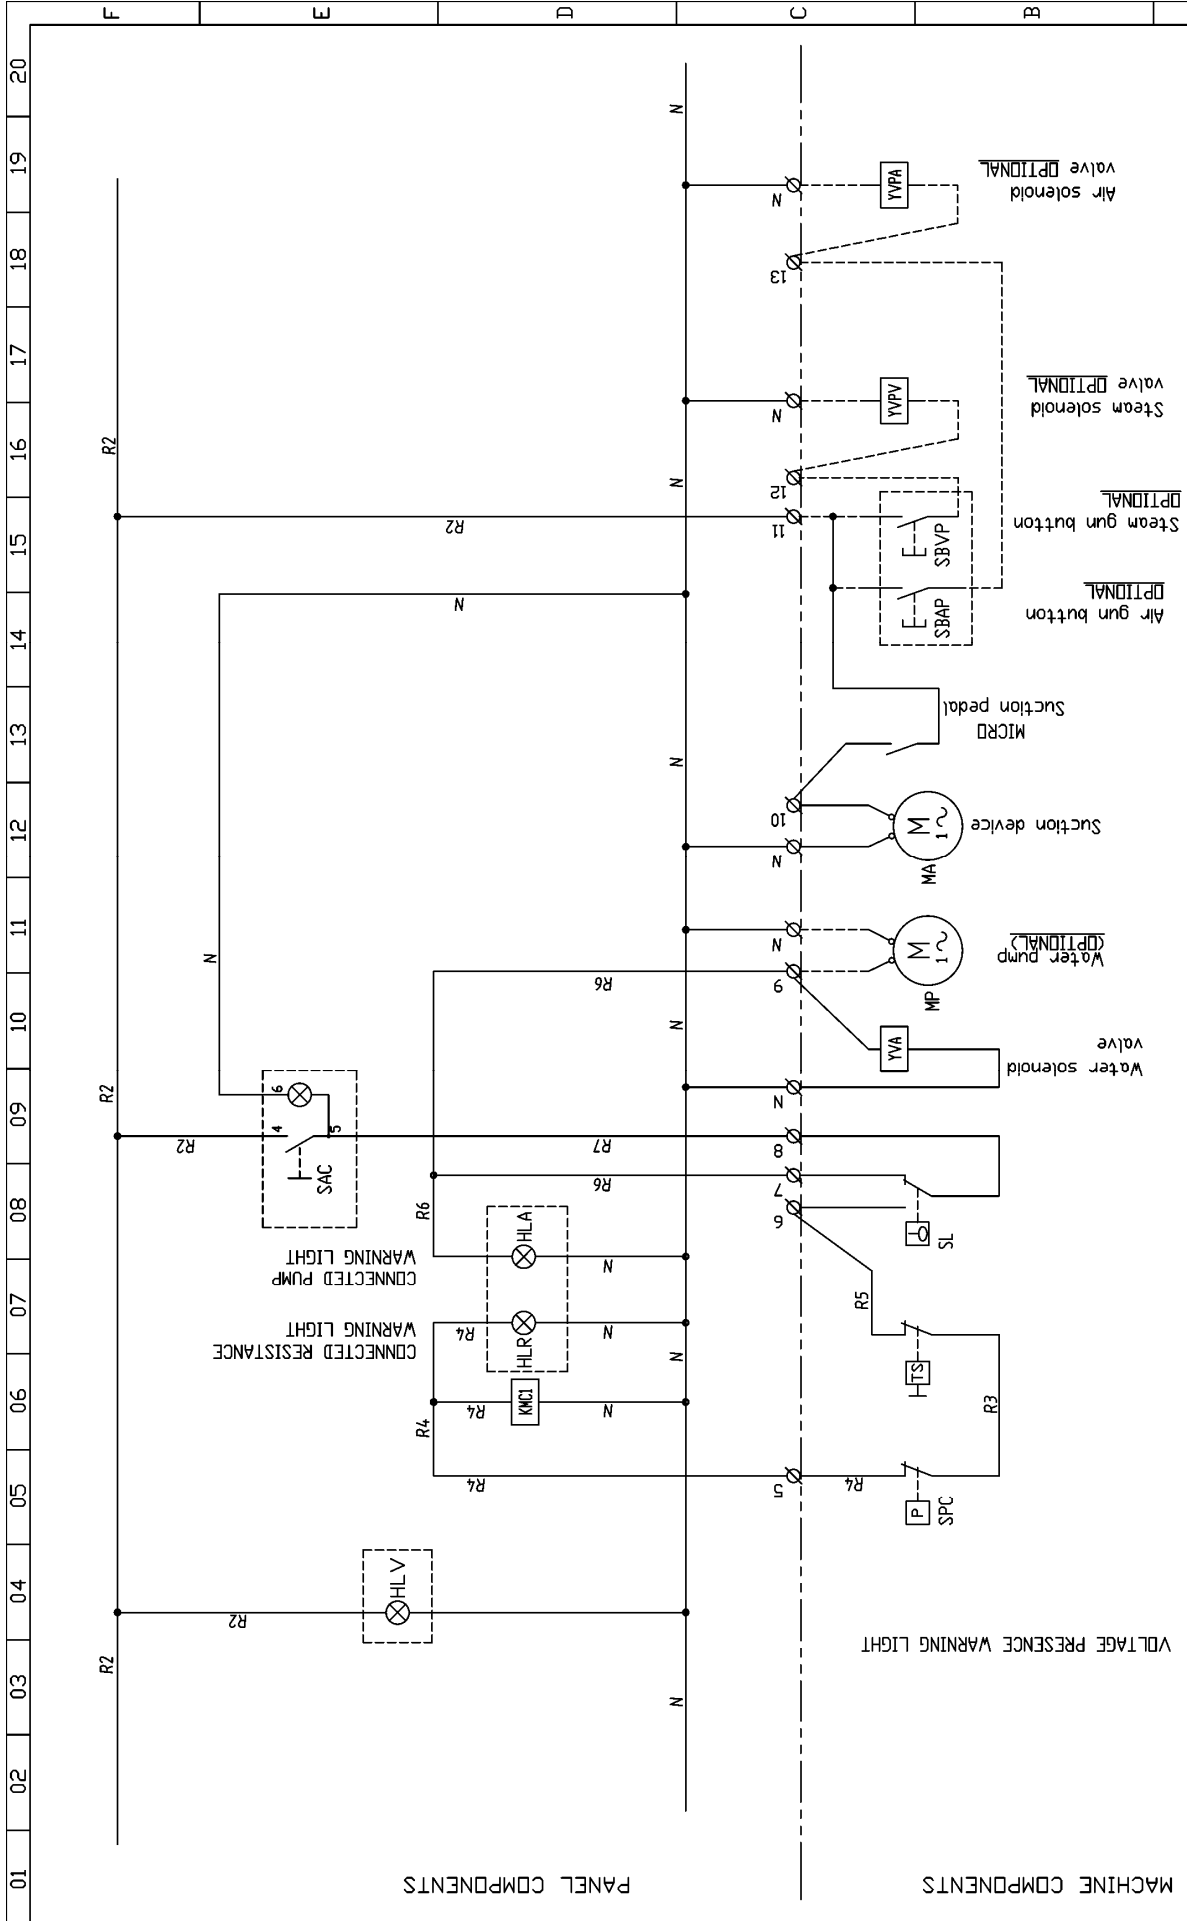 F
E
D
C
B
20
19
18
17
16
15
14
13
12
11
10
09
08
07
06
05
04
03
02
01
N
N
YVPA
Air solenoid
valve OPTIONAL
13
R2
N
N
YVPV
Steam solenoid
valve OPTIONAL
12
R2
11
SBVP
Steam gun button
OPTIONAL
N
SBAP
Air gun button
OPTIONAL
N
MICRO
Suction pedal
10
N
M
1~
MA
Suction device
N
N
M
1~
MP
Water pump
(OPTIONAL)
R6
9
N
YVA
Water solenoid
valve
R2
R2
6
4
5
SAC
R7
N
8
R6
7
6
SL
R6
HLA
N
CONNECTED PUMP
WARNING LIGHT
R4
HLR
N
CONNECTED RESISTANCE
WARNING LIGHT
R5
TS
N
R4
R4
KMC1
N
R3
R4
5
R4
P
SPC
R2
HLV
VOLTAGE PRESENCE WARNING LIGHT
R2
N
PANEL COMPONENTS
MACHINE COMPONENTS